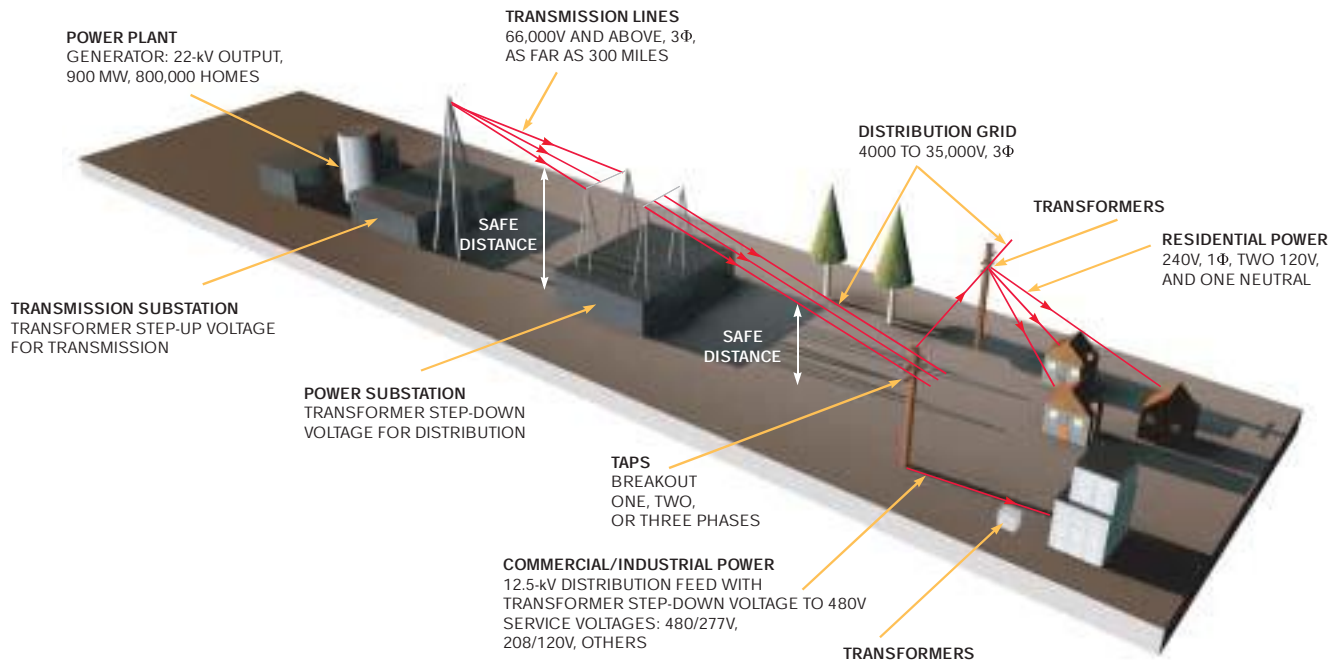 TRANSMISSION LINES
66,000V AND ABOVE, 3Φ,
AS FAR AS 300 MILES
POWER PLANT
GENERATOR: 22-kV OUTPUT,
900 MW, 800,000 HOMES
DISTRIBUTION GRID
4000 TO 35,000V, 3Φ
TRANSFORMERS
RESIDENTIAL POWER
240V, 1Φ, TWO 120V,
AND ONE NEUTRAL
SAFE
DISTANCE
TRANSMISSION SUBSTATION
TRANSFORMER STEP-UP VOLTAGE
FOR TRANSMISSION
SAFE
DISTANCE
POWER SUBSTATION
TRANSFORMER STEP-DOWN
VOLTAGE FOR DISTRIBUTION
TAPS
BREAKOUT
ONE, TWO,
OR THREE PHASES
COMMERCIAL/INDUSTRIAL POWER
12.5-kV DISTRIBUTION FEED WITH
TRANSFORMER STEP-DOWN VOLTAGE TO 480V
SERVICE VOLTAGES: 480/277V,
208/120V, OTHERS
TRANSFORMERS